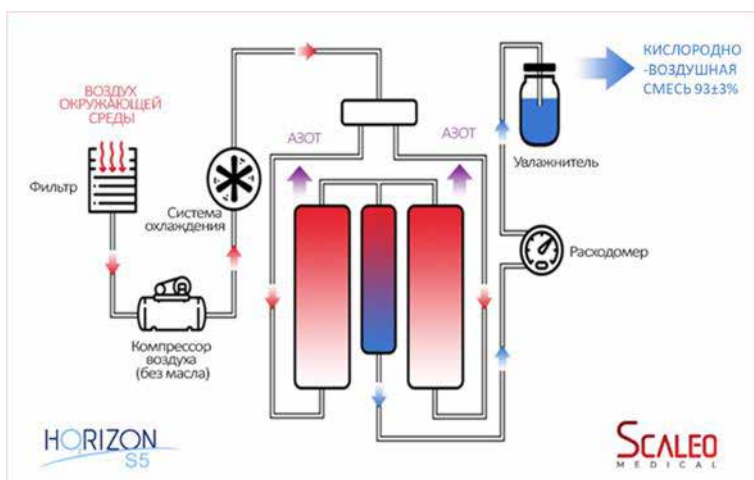 ВОЗДУХ
ОКРУЖАЮЩЕЙ
СРЕДЫ
Фильтр
Компрессор
воздуха
(без масла)
Система
охлаждения
АЗОТ
АЗОТ
Увлажнитель
КИСЛОРОДНО
-ВОЗДУШНАЯ
СМЕСЬ 93±3%
Расходомер
HORIZON
S5
SCALEO
MEDICAL